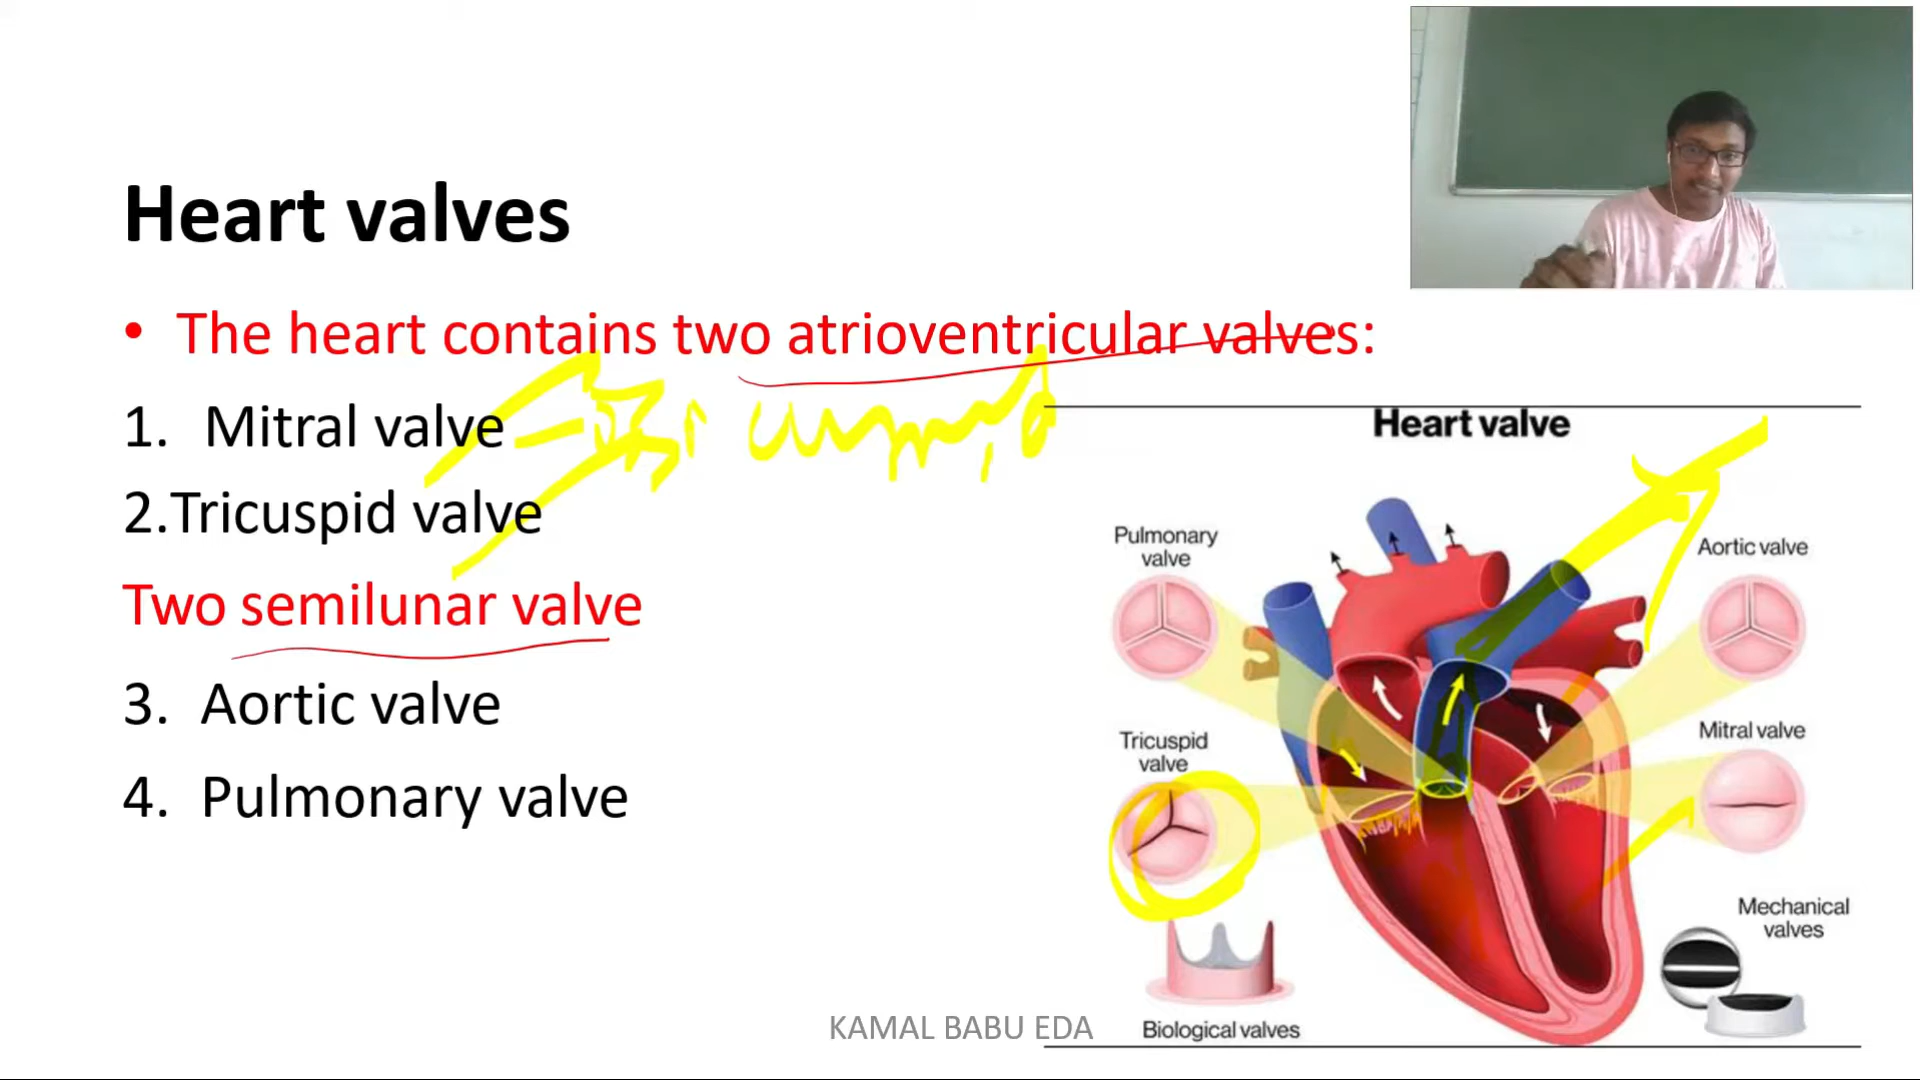 Heart valves
• The heart contains two atrioventricular valves:
1. Mitral valve
2.Tricuspid valve
Two semilunar valve
3. Aortic valve
4. Pulmonary valve
Heart valve
Pulmonary
valve
Aortic valve
Tricuspid
valve
Mitral valve
Mechanical
valves
Biological valves
KAMAL BABU EDA